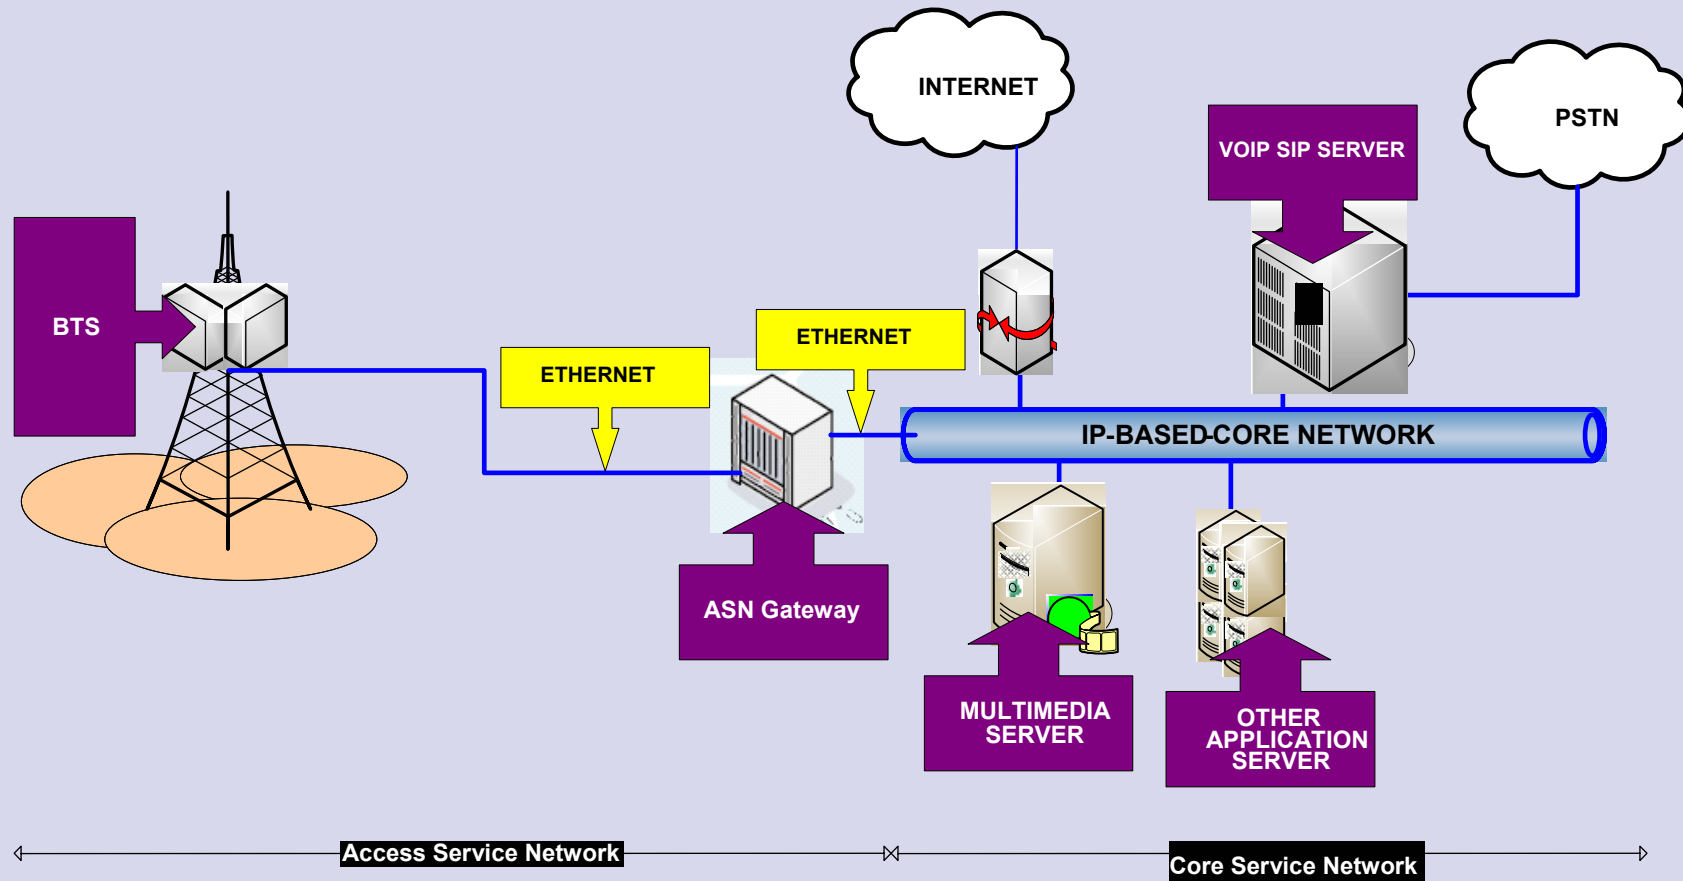 INTERNET
PSTN
VOIP SIP SERVER
BTS
ETHERNET
ETHERNET
IP-BASED-CORE NETWORK
ASN Gateway
MULTIMEDIA
SERVER
OTHER
APPLICATION
SERVER
Access Service Network
Core Service Network